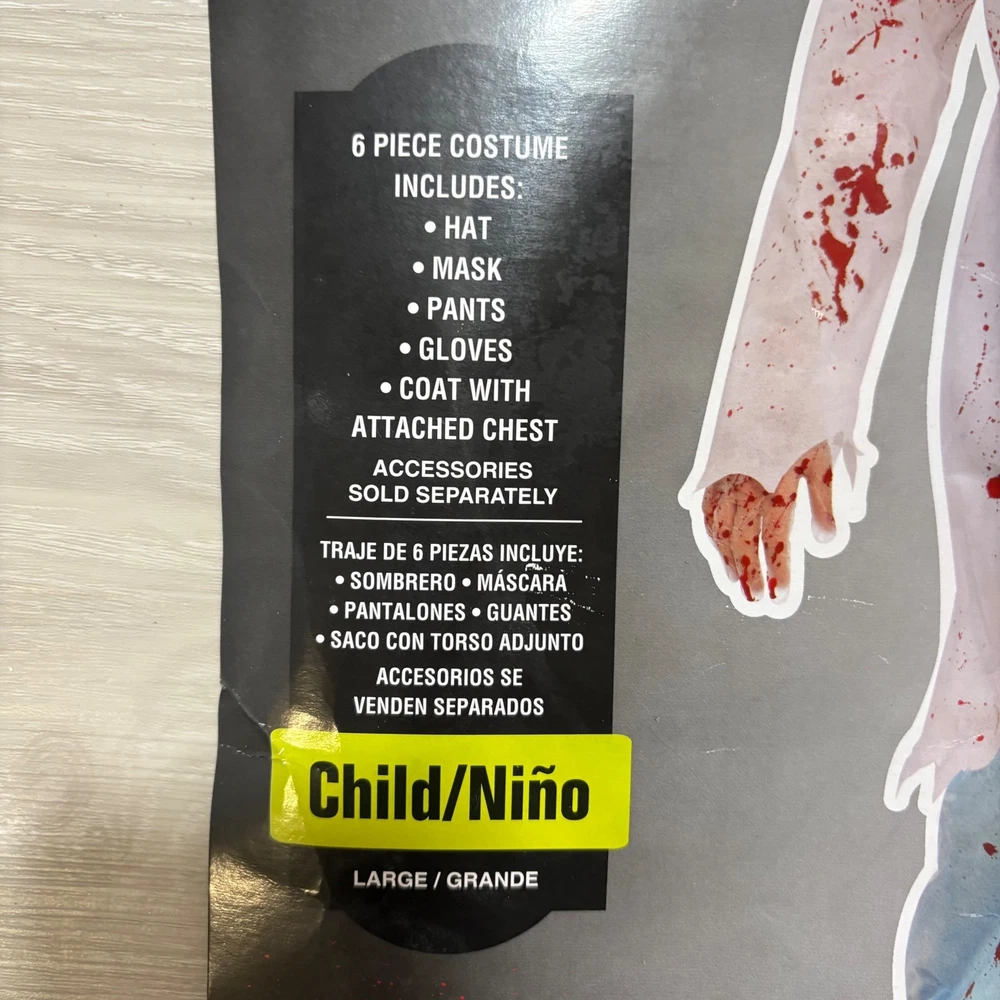 6 PIECE COSTUME
INCLUDES:
• HAT
• MASK
• PANTS
• GLOVES
• COAT WITH
ATTACHED CHEST
ACCESSORIES
SOLD SEPARATELY
TRAJE DE 6 PIEZAS INCLUYE:
• SOMBRERO • MÁSCARA
• PANTALONES • GUANTES
• SACO CON TORSO ADJUNTO
ACCESORIOS SE
VENDEN SEPARADOS
Child/Niño
LARGE / GRANDE